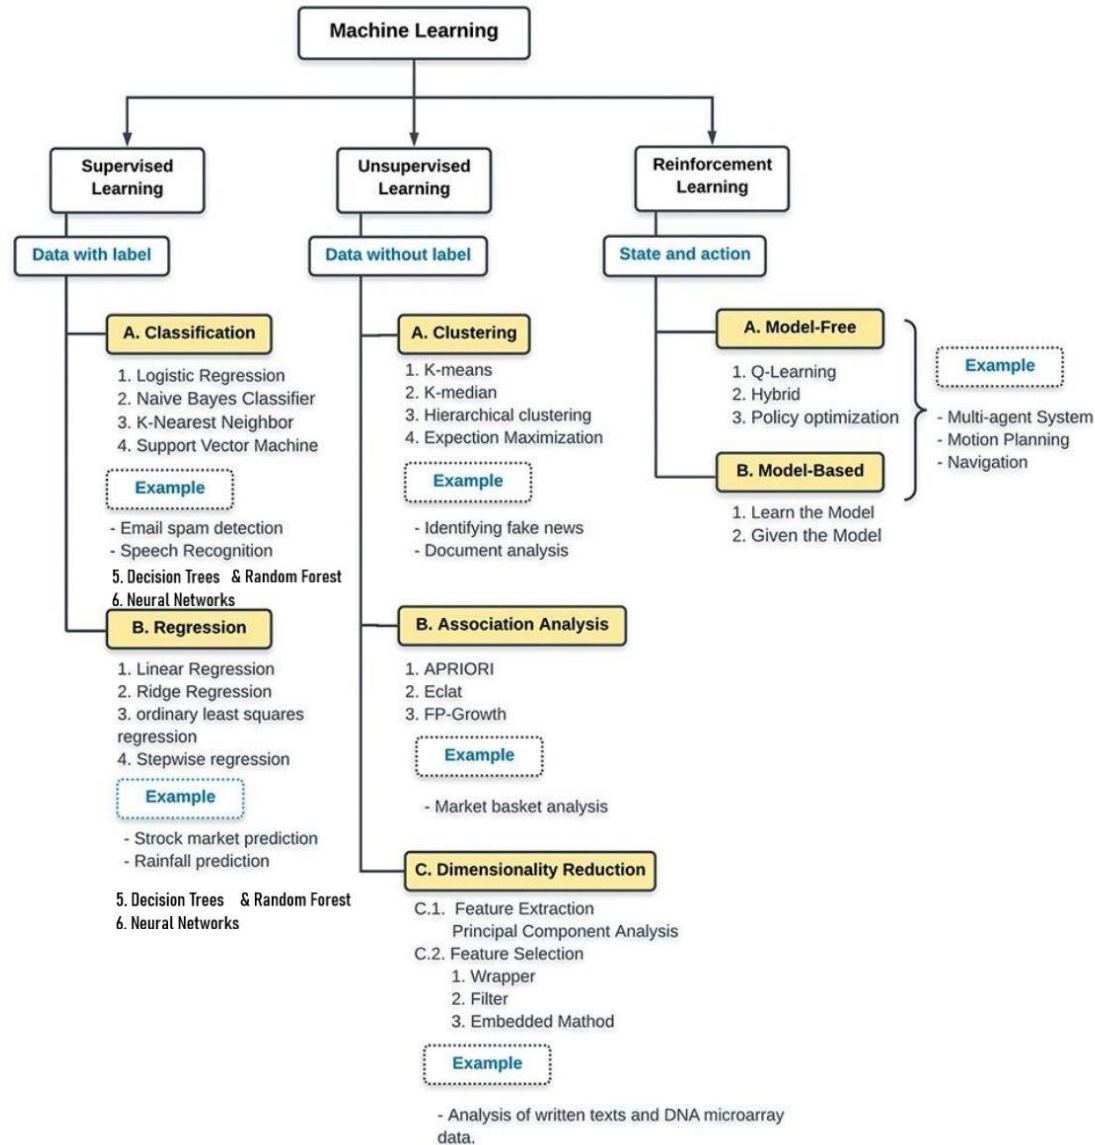 Machine Learning
Supervised
Learning
Data with label
A. Classification
1. Logistic Regression
2. Naive Bayes Classifier
3. K-Nearest Neighbor
4. Support Vector Machine
Example
- Email spam detection
- Speech Recognition
5. Decision Trees & Random Forest
6. Neural Networks
B. Regression
1. Linear Regression
2. Ridge Regression
3. ordinary least squares
regression
4. Stepwise regression
Example
- Strock market prediction
- Rainfall prediction
5. Decision Trees & Random Forest
6. Neural Networks
Unsupervised
Learning
Data without label
A. Clustering
1. K-means
2. K-median
3. Hierarchical clustering
4. Expection Maximization
Example
- Identifying fake news
- Document analysis
B. Association Analysis
1. APRIORI
2. Eclat
3. FP-Growth
Example
- Market basket analysis
C. Dimensionality Reduction
C.1. Feature Extraction
Principal Component Analysis
C.2. Feature Selection
1. Wrapper
2. Filter
3. Embedded Mathod
Example
- Analysis of written texts and DNA microarray
data.
Reinforcement
Learning
State and action
A. Model-Free
1. Q-Learning
2. Hybrid
3. Policy optimization
B. Model-Based
1. Learn the Model
2. Given the Model
Example
- Multi-agent System
- Motion Planning
- Navigation